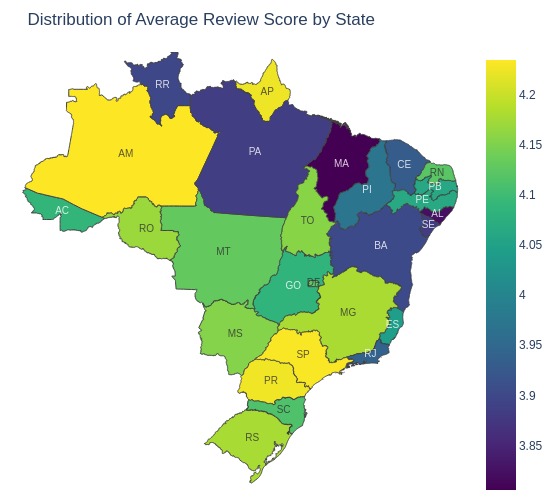 Distribution of Average Review Score by State
RR
AP
AM
PA
MA
CE
RN
PB
PI
PE
AL
SE
AC
RO
TO
BA
MT
DF
GO
MG
MS
ES
SP
RJ
PR
SC
RS
4.2
4.15
4.1
4.05
4
3.95
3.9
3.85